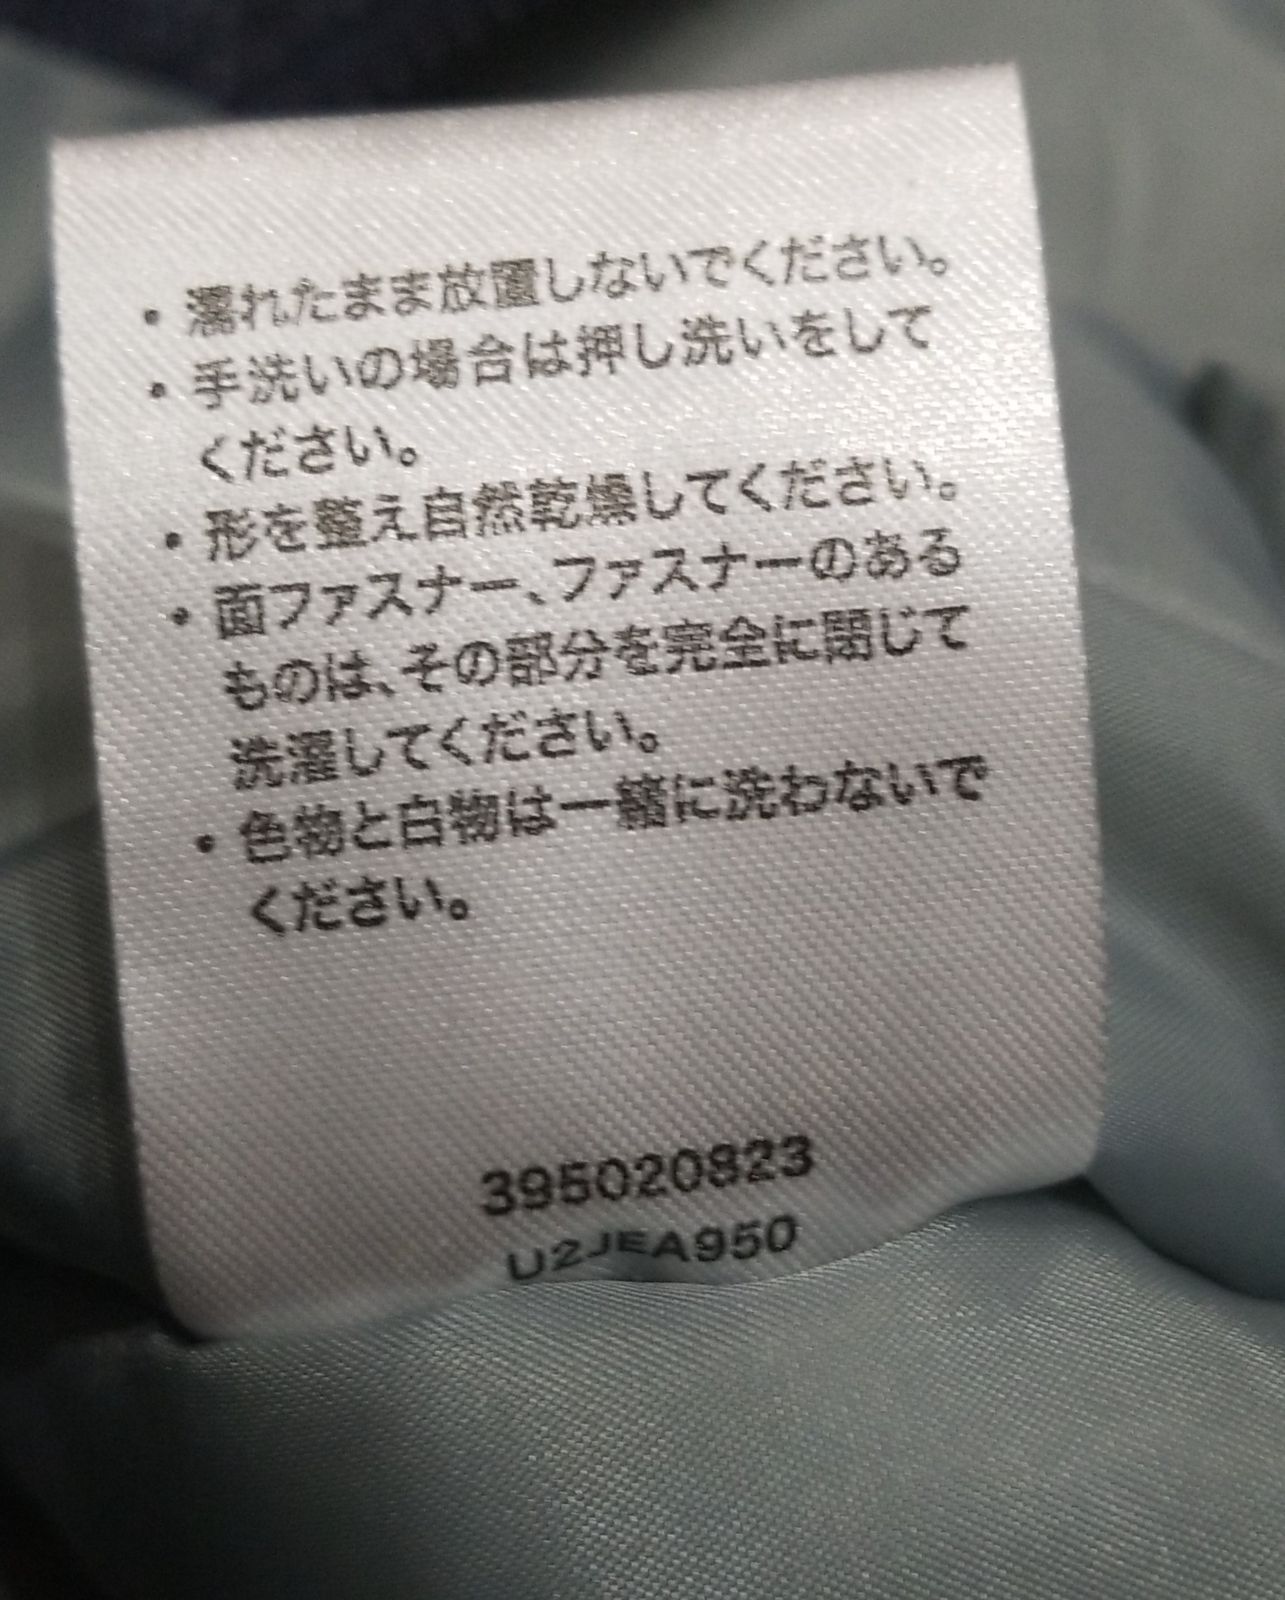 ・濡れたまま放置しないでください。
・手洗いの場合は押し洗いをして
ください。
・形を整え自然乾燥してください。
・面ファスナー、ファスナーのある
ものは、その部分を完全に閉じて
洗濯してください。
・色物と白物は一緒に洗わないで
ください。
395020823
U2JEA950